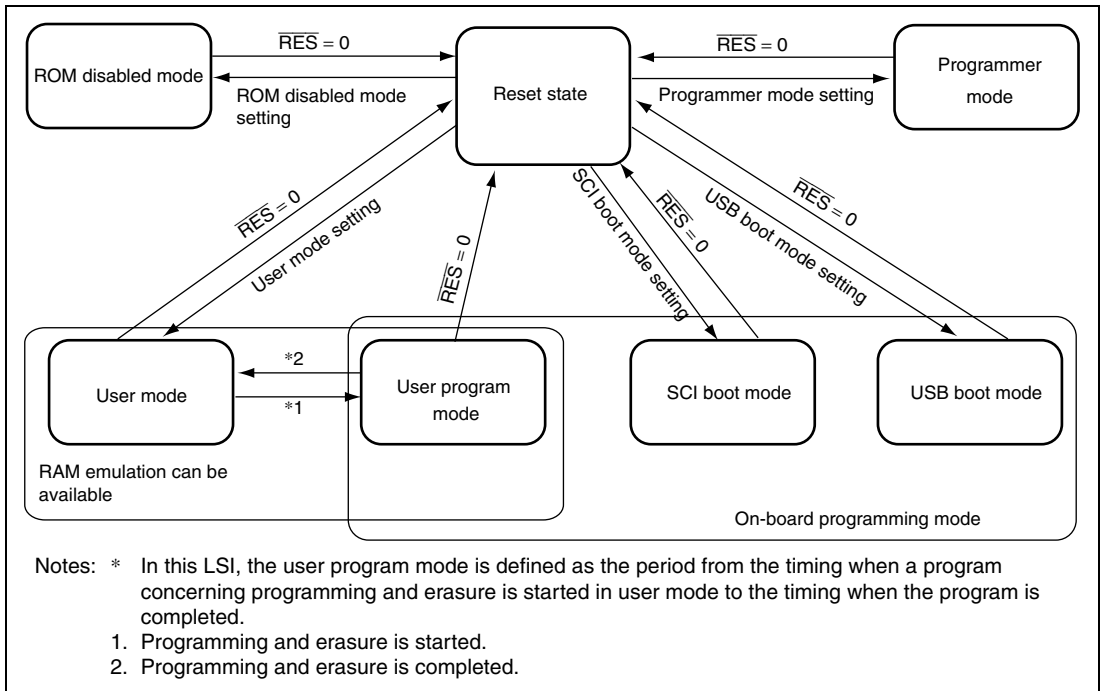 ROM disabled mode
RES = 0
ROM disabled mode
setting
Reset state
RES = 0
Programmer mode setting
Programmer
mode
RES = 0
User mode setting
RES = 0
SCI boot mode setting
RES = 0
USB boot mode setting
RES = 0
User mode
*2
*1
User program
mode
SCI boot mode
USB boot mode
RAM emulation can be
available
On-board programming mode
Notes: * In this LSI, the user program mode is defined as the period from the timing when a program
concerning programming and erasure is started in user mode to the timing when the program is
completed.
1. Programming and erasure is started.
2. Programming and erasure is completed.